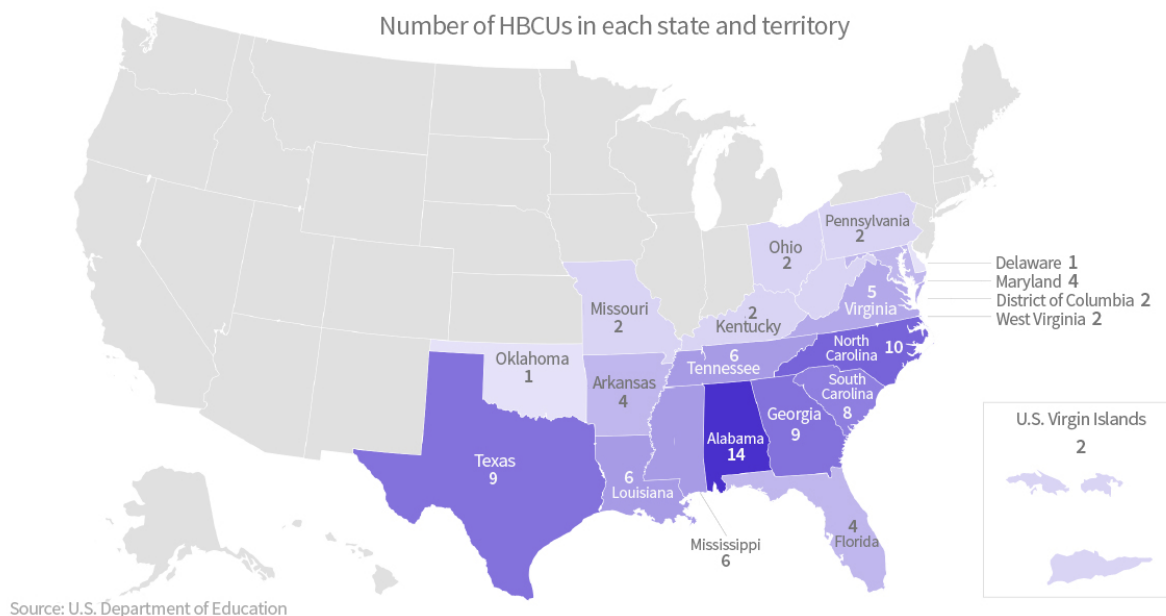 Number of HBCUs in each state and territory
Pennsylvania
2
Ohio
2
Delaware 1
Maryland 4
District of Columbia 2
West Virginia 2
5
Virginia
Missouri
2
2
Kentucky
North
Carolina 10
6
Tennessee
Oklahoma
1
Arkansas
4
South
Carolina
8
Georgia
9
Alabama
14
U.S. Virgin Islands
2
Texas
9
6
Louisiana
4
Florida
Mississippi
6
Source: U.S. Department of Education